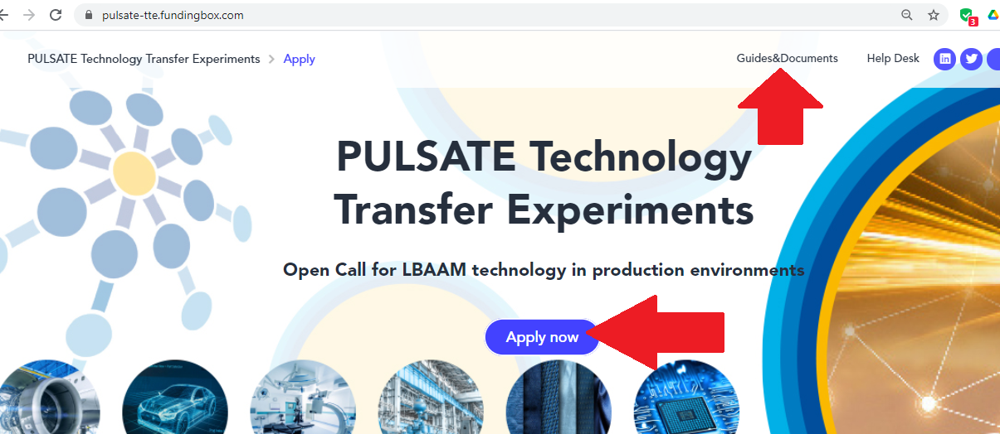 pulsate-tte.fundingbox.com
3
PULSATE Technology Transfer Experiments > Apply
Guides&Documents
Help Desk
in
PULSATE Technology
Transfer Experiments
Open Call for LBAAM technology in production environments
Apply now